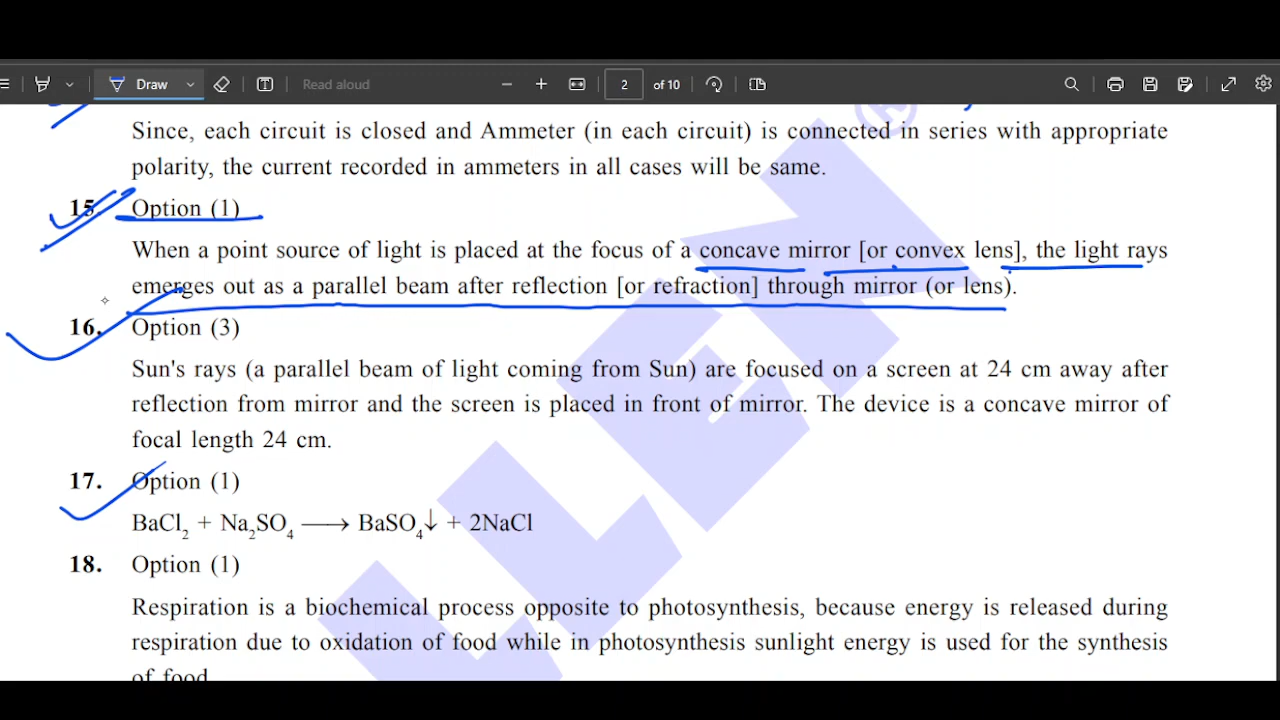 Draw
Read aloud
2
of 10
Since, each circuit is closed and Ammeter (in each circuit) is connected in series with appropriate
polarity, the current recorded in ammeters in all cases will be same.
15. Option (1)
When a point source of light is placed at the focus of a concave mirror [or convex lens], the light rays
emerges out as a parallel beam after reflection [or refraction] through mirror (or lens).
16. Option (3)
Sun's rays (a parallel beam of light coming from Sun) are focused on a screen at 24 cm away after
reflection from mirror and the screen is placed in front of mirror. The device is a concave mirror of
focal length 24 cm.
17. Option (1)
BaCl₂ + Na₂SO₄ ⟶ BaSO₄↓ + 2NaCl
18. Option (1)
Respiration is a biochemical process opposite to photosynthesis, because energy is released during
respiration due to oxidation of food while in photosynthesis sunlight energy is used for the synthesis
of food
LLEN®